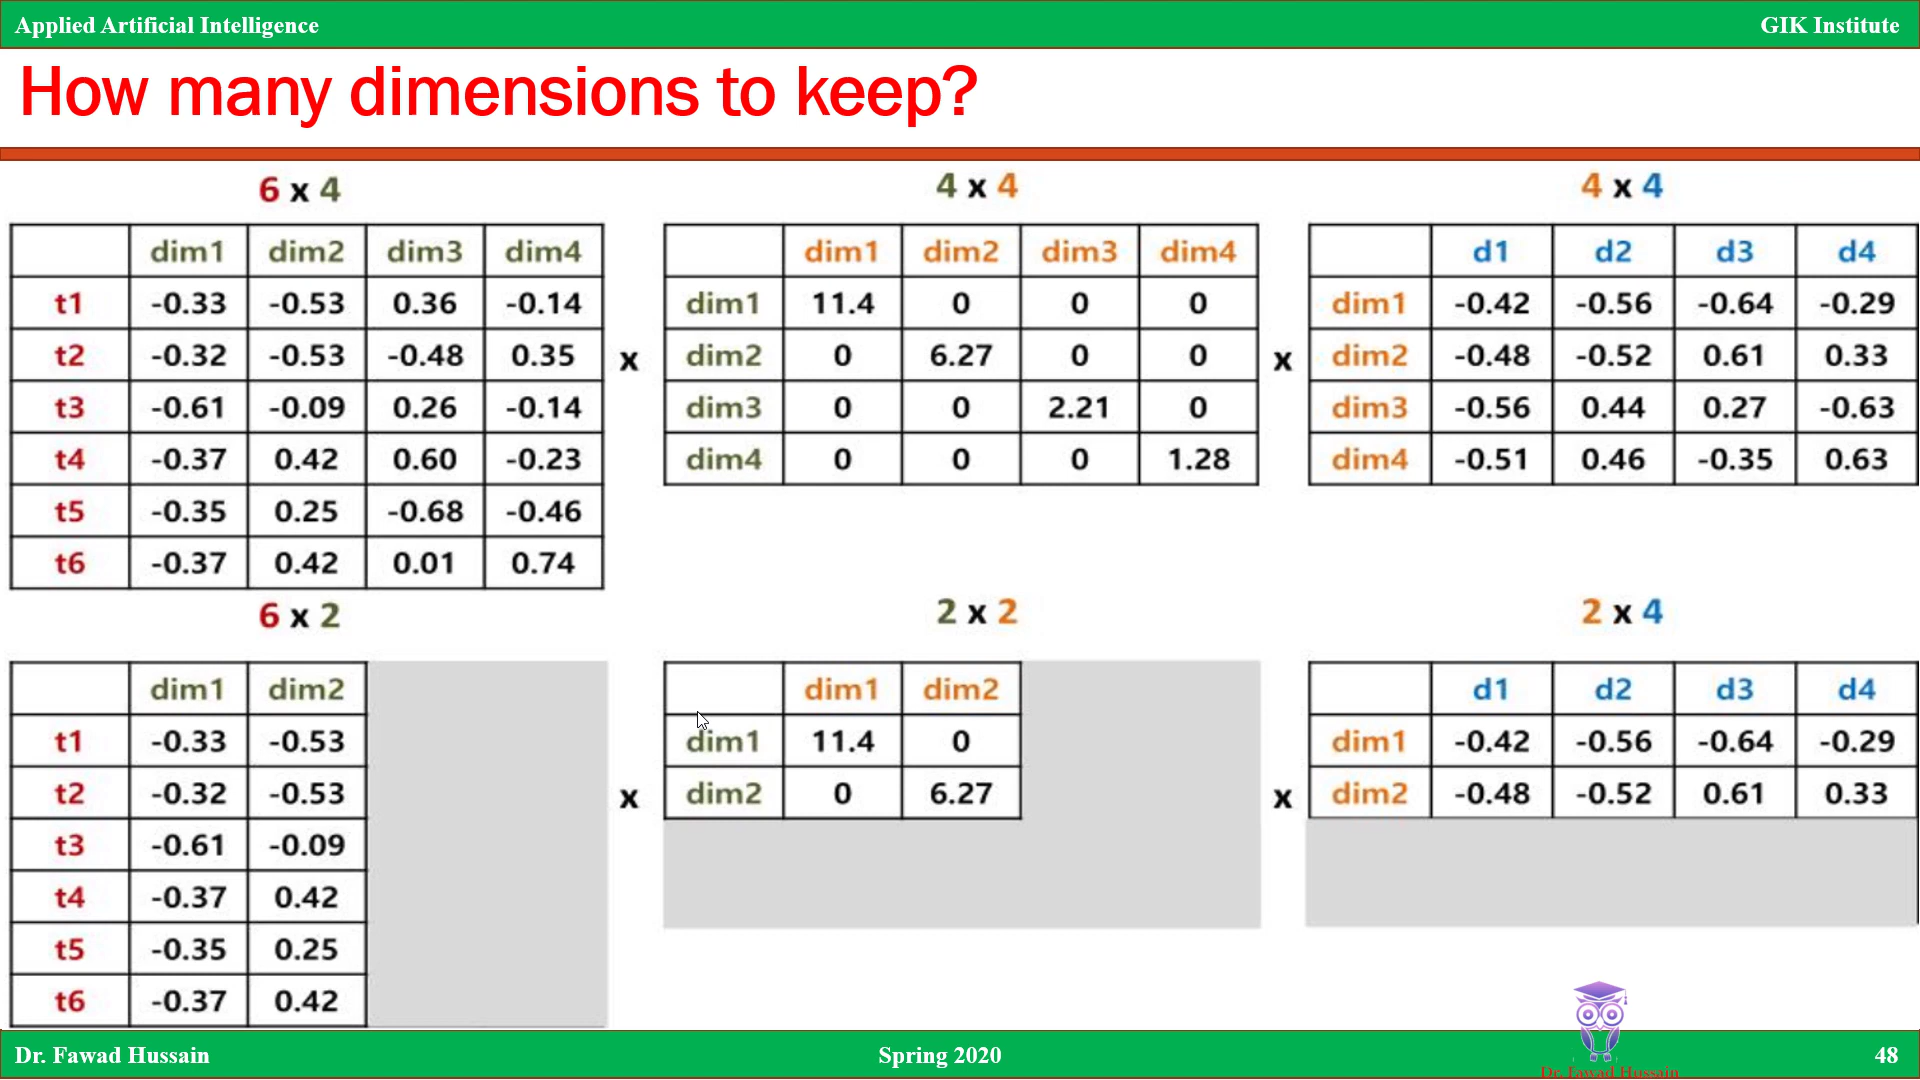 Applied Artificial Intelligence GIK Institute
How many dimensions to keep?
6 x 4 4 x 4 4 x 4
dim1 dim2 dim3 dim4 dim1 dim2 dim3 dim4 d1 d2 d3 d4
t1 -0.33 -0.53 0.36 -0.14 dim1 11.4 0 0 0 dim1 -0.42 -0.56 -0.64 -0.29
t2 -0.32 -0.53 -0.48 0.35 x dim2 0 6.27 0 0 x dim2 -0.48 -0.52 0.61 0.33
t3 -0.61 -0.09 0.26 -0.14 dim3 0 0 2.21 0 dim3 -0.56 0.44 0.27 -0.63
t4 -0.37 0.42 0.60 -0.23 dim4 0 0 0 1.28 dim4 -0.51 0.46 -0.35 0.63
t5 -0.35 0.25 -0.68 -0.46
t6 -0.37 0.42 0.01 0.74
6 x 2 2 x 2 2 x 4
dim1 dim2 dim1 dim2 d1 d2 d3 d4
t1 -0.33 -0.53 dim1 11.4 0 dim1 -0.42 -0.56 -0.64 -0.29
t2 -0.32 -0.53 x dim2 0 6.27 x dim2 -0.48 -0.52 0.61 0.33
t3 -0.61 -0.09
t4 -0.37 0.42
t5 -0.35 0.25
t6 -0.37 0.42
Dr. Fawad Hussain Spring 2020 48
Dr. Fawad Hussain